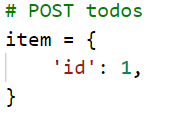 # POST todos
item = {
    'id': 1,
}